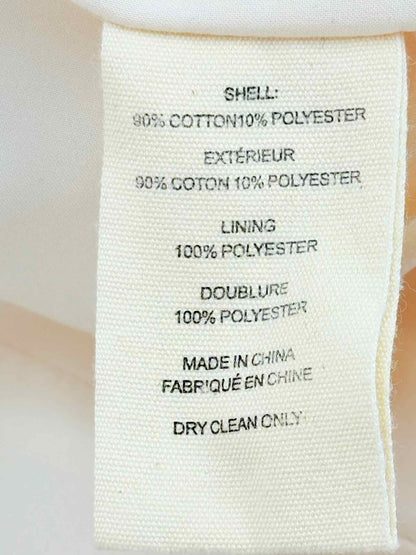 SHELL:
90% COTTON10% POLYESTER
EXTÉRIEUR
90% COTON 10% POLYESTER
LINING
100% POLYESTER
DOUBLURE
100% POLYESTER
MADE IN CHINA
FABRIQUÉ EN CHINE
DRY CLEAN ONLY